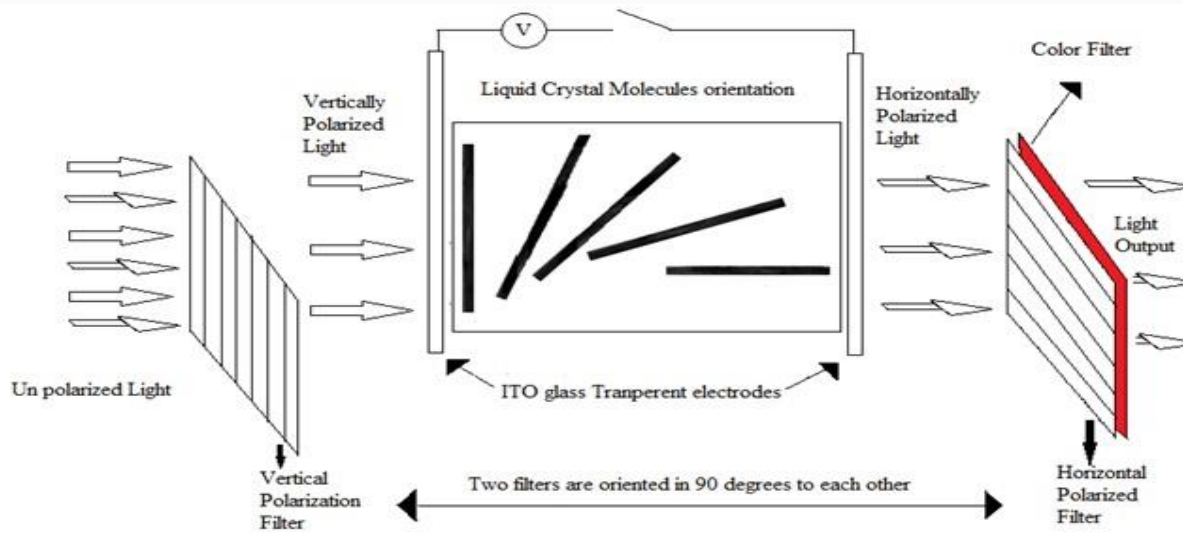 V
Color Filter
Liquid Crystal Molecules orientation
Vertically
Polarized
Light
Horizontally
Polarized
Light
Light
Output
Un polarized Light
ITO glass Tranperent electrodes
Vertical
Polarization
Filter
Two filters are oriented in 90 degrees to each other
Horizontal
Polarized
Filter